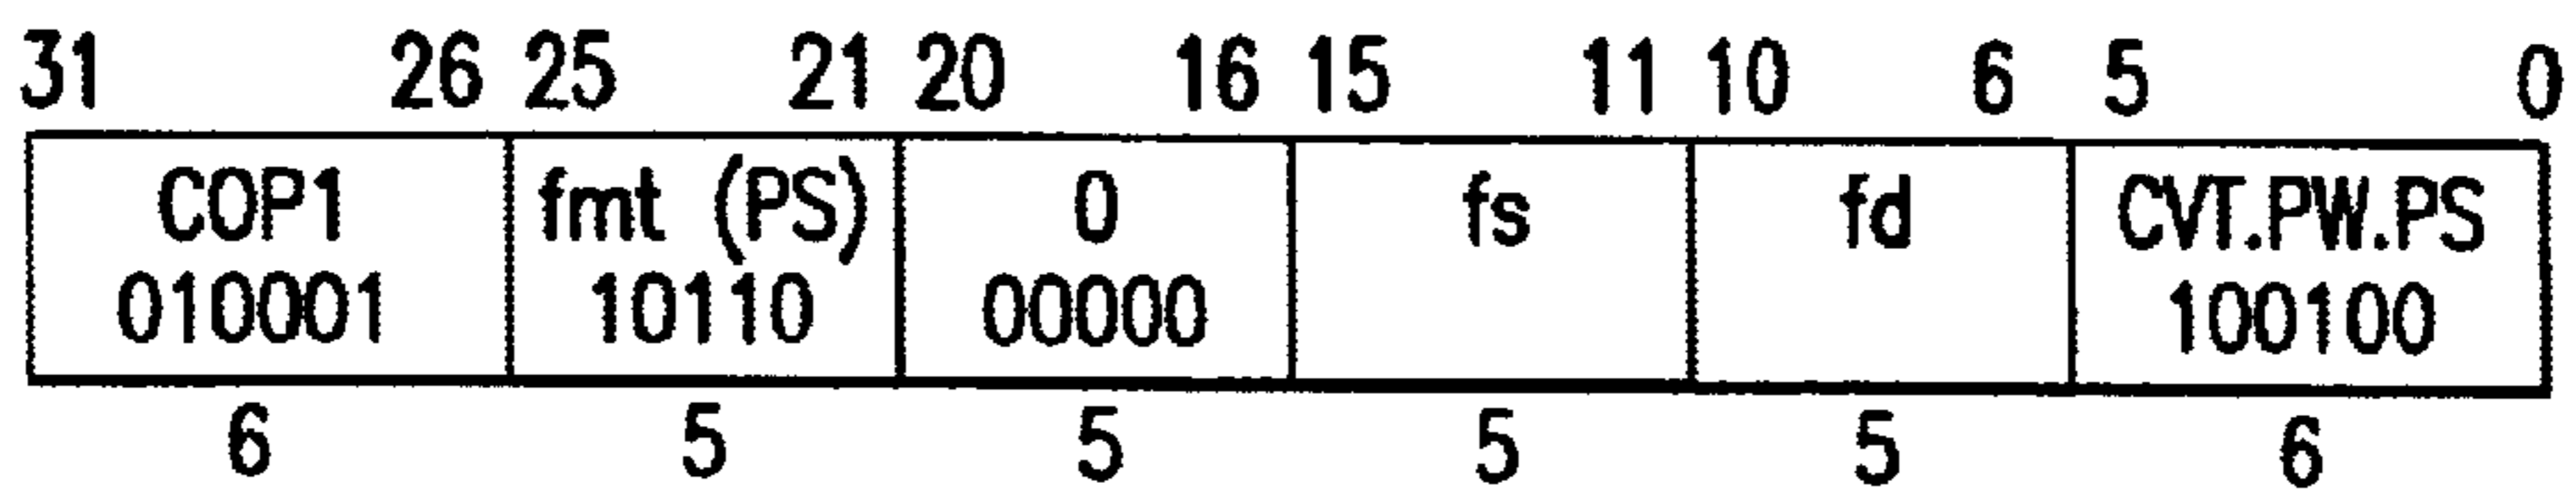 31 26 25 21 20 16 15 11 10 6 5 0
COP1 fmt (PS) 0 fs fd CVT.PW.PS
010001 10110 00000 100100
6 5 5 5 5 6